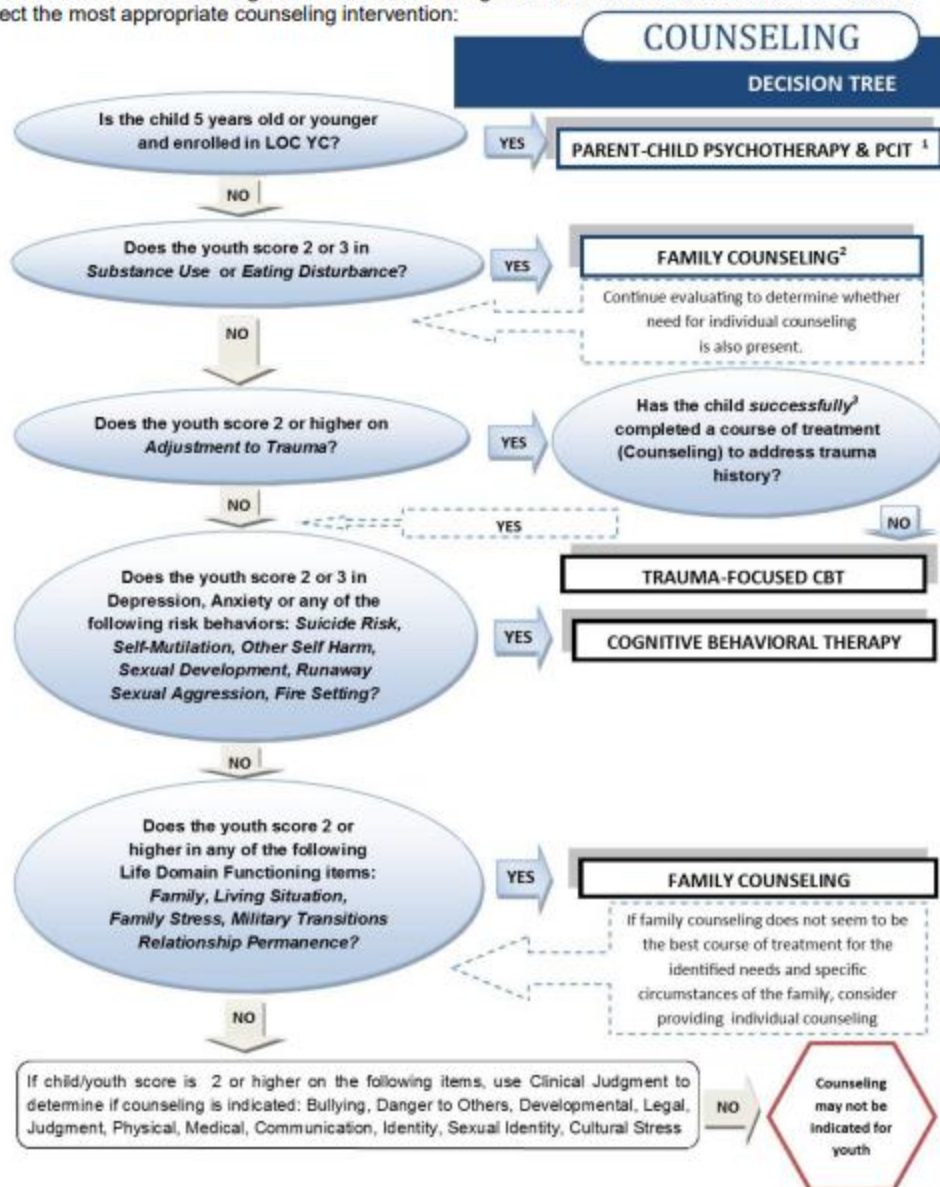 ect the most appropriate counseling intervention:
COUNSELING
DECISION TREE
Is the child 5 years old or younger
and enrolled in LOC YC?
YES
PARENT-CHILD PSYCHOTHERAPY & PCIT 1
NO
Does the youth score 2 or 3 in
Substance Use or Eating Disturbance?
YES
FAMILY COUNSELING2
Continue evaluating to determine whether
need for individual counseling
is also present.
NO
Does the youth score 2 or higher on
Adjustment to Trauma?
YES
Has the child successfully3
completed a course of treatment
(Counseling) to address trauma
history?
NO
YES
NO
Does the youth score 2 or 3 in
Depression, Anxiety or any of the
following risk behaviors: Suicide Risk,
Self-Mutilation, Other Self Harm,
Sexual Development, Runaway
Sexual Aggression, Fire Setting?
TRAUMA-FOCUSED CBT
YES
COGNITIVE BEHAVIORAL THERAPY
NO
Does the youth score 2 or
higher in any of the following
Life Domain Functioning items:
Family, Living Situation,
Family Stress, Military Transitions
Relationship Permanence?
YES
FAMILY COUNSELING
If family counseling does not seem to be
the best course of treatment for the
identified needs and specific
circumstances of the family, consider
providing individual counseling
NO
If child/youth score is 2 or higher on the following items, use Clinical Judgment to
determine if counseling is indicated: Bullying, Danger to Others, Developmental, Legal,
Judgment, Physical, Medical, Communication, Identity, Sexual Identity, Cultural Stress
NO
Counseling
may not be
indicated for
youth